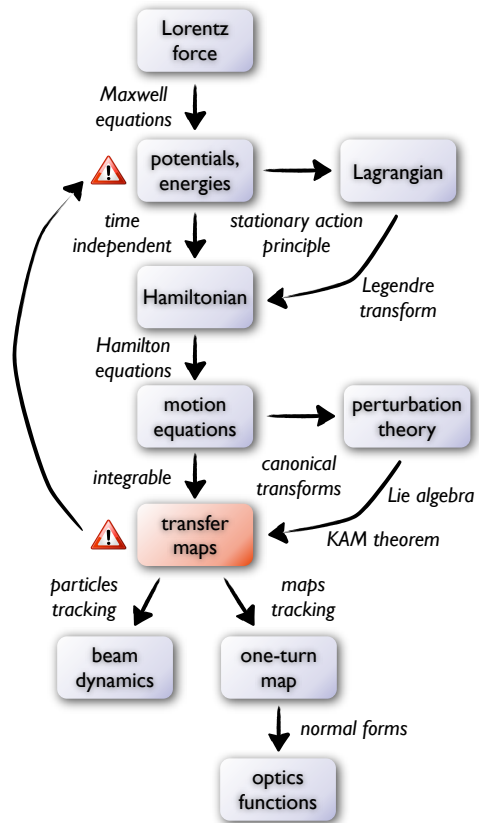 Lorentz
force
Maxwell
equations
potentials,
energies
Lagrangian
time
independent
stationary action
principle
Legendre
transform
Hamiltonian
Hamilton
equations
motion
equations
perturbation
theory
integrable
canonical
transforms
Lie algebra
KAM theorem
transfer
maps
particles
tracking
maps
tracking
beam
dynamics
one-turn
map
normal forms
optics
functions